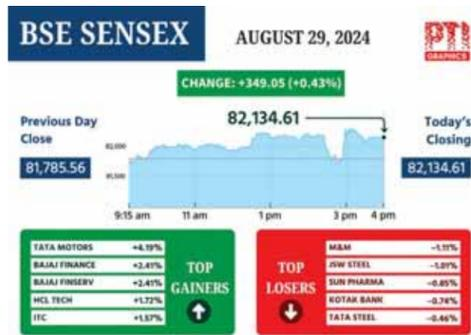 BSE SENSEX
AUGUST 29, 2024
PTI
GRAPHICS
CHANGE: +349.05 (+0.43%)
Previous Day
Close
81,785.56
82,134.61
Today's
Closing
82,134.61
82,000
81,500
9:15 am 11 am 1 pm 3 pm 4 pm
TATA MOTORS +4.19%
BAJAJ FINANCE +2.41%
BAJAJ FINSERV +2.41%
HCL TECH +1.72%
ITC +1.57%
TOP
GAINERS
TOP
LOSERS
M&M -1.11%
JSW STEEL -1.01%
SUN PHARMA -0.85%
KOTAK BANK -0.74%
TATA STEEL -0.46%